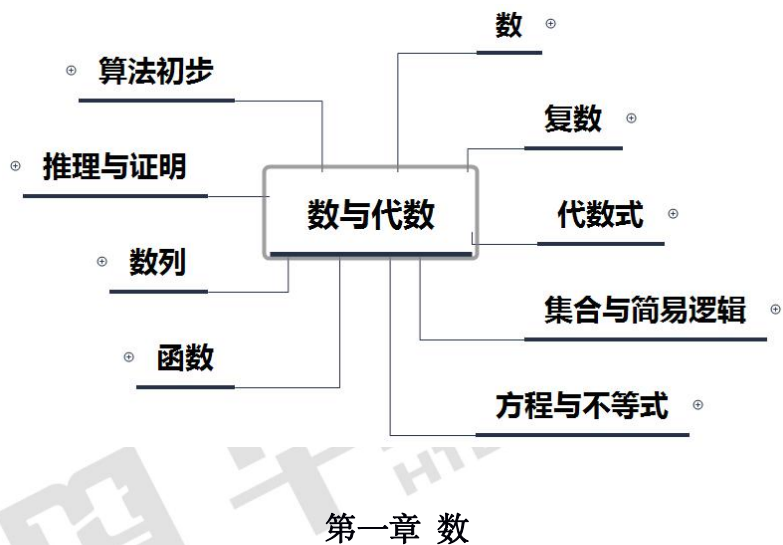 数
算法初步
复数
推理与证明
数与代数
代数式
数列
集合与简易逻辑
函数
方程与不等式
第一章 数